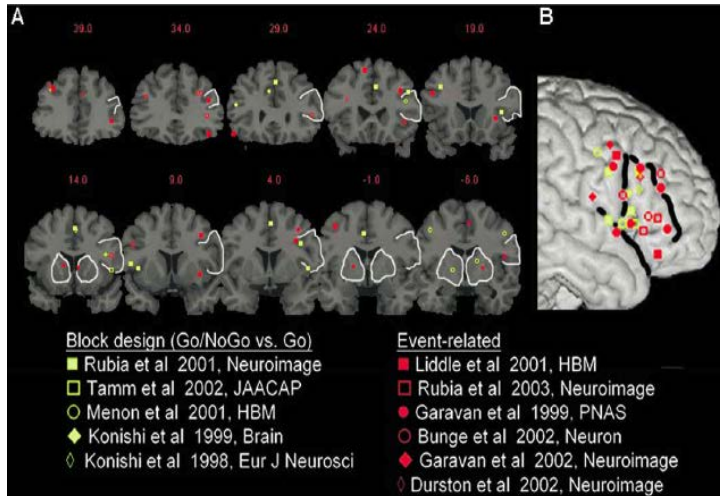 A
B
39.0 34.0 29.0 24.0 19.0
14.0 9.0 4.0 -1.0 -6.0
Block design (Go/NoGo vs. Go)
Rubia et al 2001, Neuroimage
Tamm et al 2002, JAACAP
Menon et al 2001, HBM
Konishi et al 1999, Brain
Konishi et al 1998, Eur J Neurosci
Event-related
Liddle et al 2001, HBM
Rubia et al 2003, Neuroimage
Garavan et al 1999, PNAS
Bunge et al 2002, Neuron
Garavan et al 2002, Neuroimage
Durston et al 2002, Neuroimage